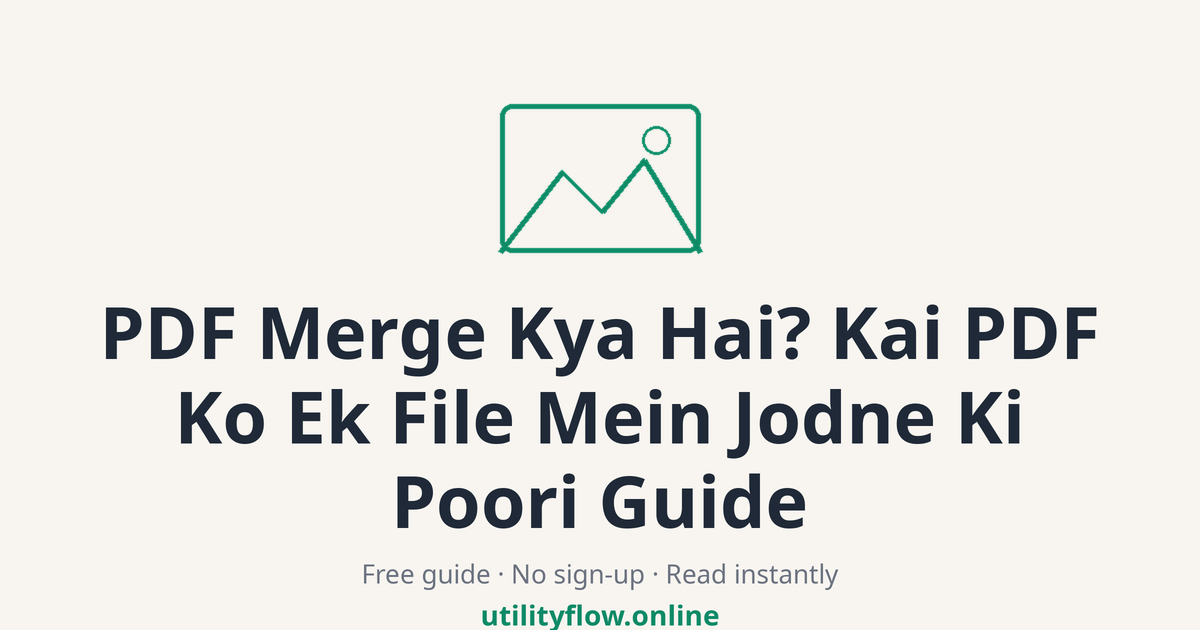 PDF Merge Kya Hai? Kai PDF
Ko Ek File Mein Jodne Ki
Poori Guide
Free guide · No sign-up · Read instantly
utilityflow.online